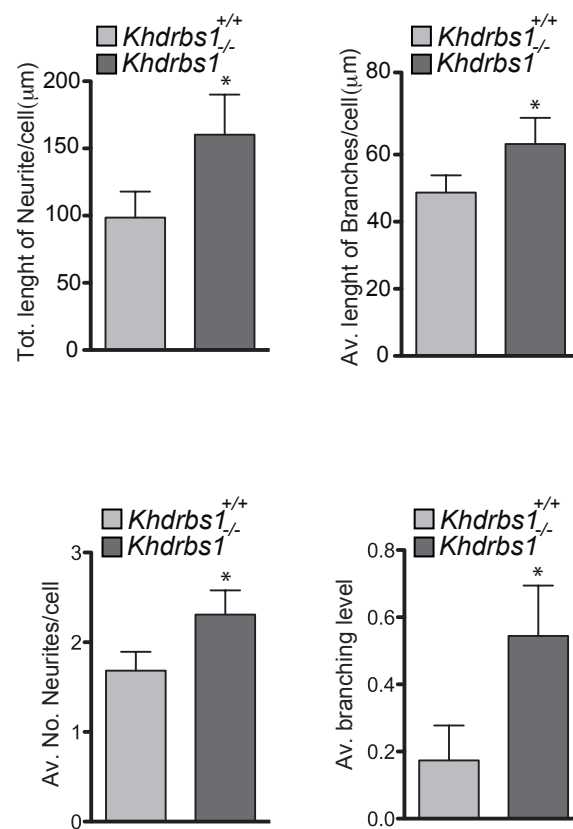 Khdrbs1+/+
Khdrbs1-/-
Tot. lenght of Neurite/cell(μm)
200
150
100
50
0
*
Khdrbs1+/+
Khdrbs1-/-
Av. lenght of Branches/cell(μm)
80
60
40
20
0
*
Khdrbs1+/+
Khdrbs1-/-
Av. No. Neurites/cell
3
2
1
0
*
Khdrbs1+/+
Khdrbs1-/-
Av. branching level
0.8
0.6
0.4
0.2
0.0
*